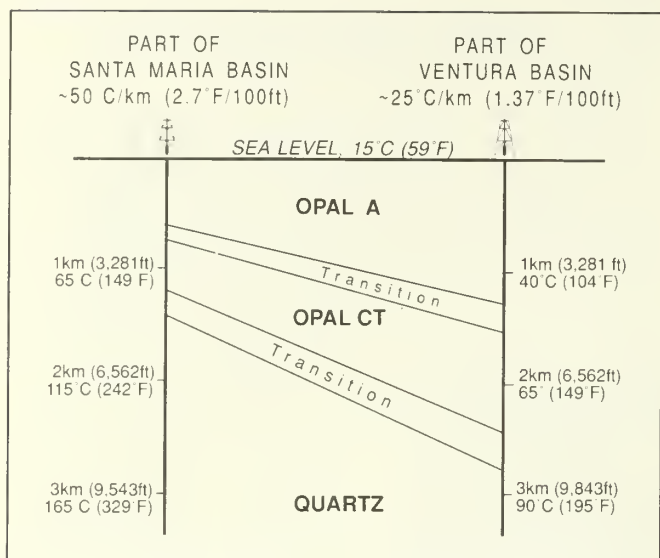 PART OF
SANTA MARIA BASIN
~50 C/km (2.7°F/100ft)
PART OF
VENTURA BASIN
~25°C/km (1.37°F/100ft)
SEA LEVEL, 15°C (59°F)
OPAL A
Transition
OPAL CT
Transition
QUARTZ
1km (3,281ft)
65 C (149 F)
2km (6,562ft)
115°C (242°F)
3km (9,543ft)
165 C (329°F)
1km (3,281 ft)
40°C (104°F)
2km (6,562ft)
65° (149°F)
3km (9,843ft)
90°C (195°F)